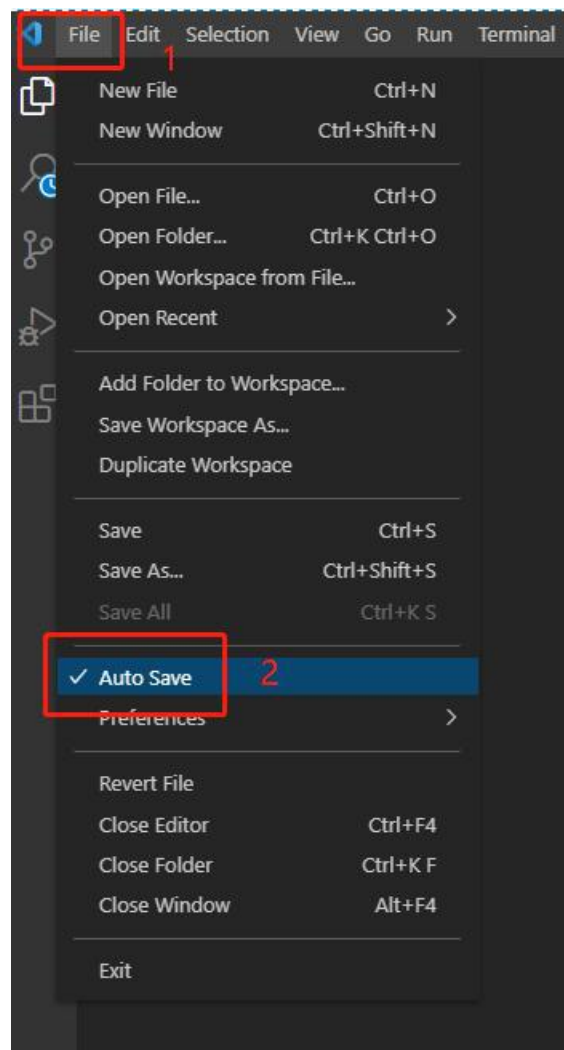 File Edit Selection View Go Run Terminal
1
New File Ctrl+N
New Window Ctrl+Shift+N
Open File... Ctrl+O
Open Folder... Ctrl+K Ctrl+O
Open Workspace from File...
Open Recent >
Add Folder to Workspace...
Save Workspace As...
Duplicate Workspace
Save Ctrl+S
Save As... Ctrl+Shift+S
Save All Ctrl+K S
✓ Auto Save 2
Preferences >
Revert File
Close Editor Ctrl+F4
Close Folder Ctrl+K F
Close Window Alt+F4
Exit